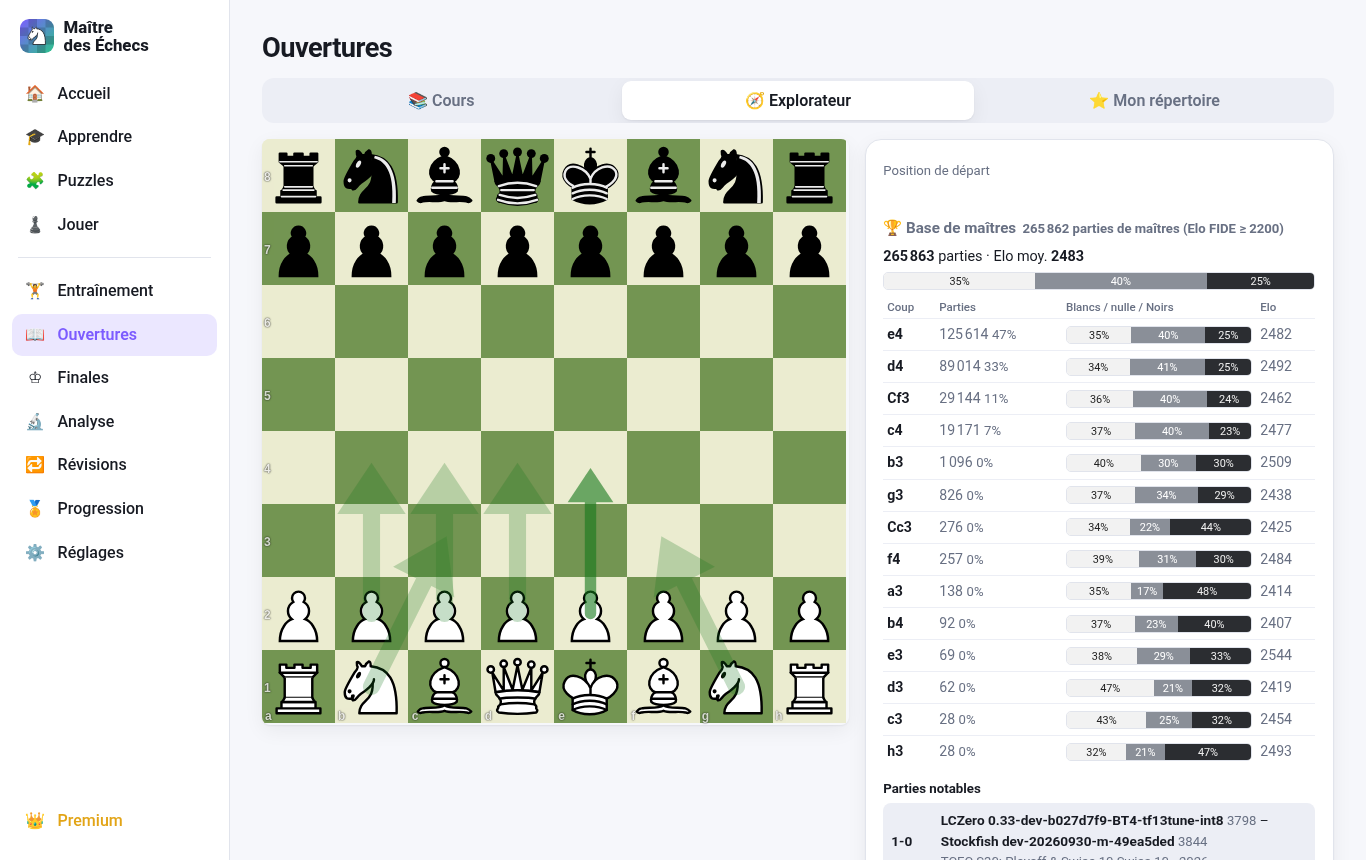 Maître
des Échecs
Accueil
Apprendre
Puzzles
Jouer
Entraînement
Ouvertures
Finales
Analyse
Révisions
Progression
Réglages
Premium
Ouvertures
Cours
Explorateur
Mon répertoire
8
7
6
5
4
3
2
1
a b c d e f g h
Position de départ
Base de maîtres 265 862 parties de maîtres (Elo FIDE ≥ 2200)
265 863 parties · Elo moy. 2483
35% 40% 25%
Coup Parties Blancs / nulle / Noirs Elo
e4 125 614 47% 35% 40% 25% 2482
d4 89 014 33% 34% 41% 25% 2492
Cf3 29 144 11% 36% 40% 24% 2462
c4 19 171 7% 37% 40% 23% 2477
b3 1 096 0% 40% 30% 30% 2509
g3 826 0% 37% 34% 29% 2438
Cc3 276 0% 34% 22% 44% 2425
f4 257 0% 39% 31% 30% 2484
a3 138 0% 35% 17% 48% 2414
b4 92 0% 37% 23% 40% 2407
e3 69 0% 38% 29% 33% 2544
d3 62 0% 47% 21% 32% 2419
c3 28 0% 43% 25% 32% 2454
h3 28 0% 32% 21% 47% 2493
Parties notables
LCZero 0.33-dev-b027d7f9-BT4-tf13tune-int8 3798 –
1-0 Stockfish dev-20260930-m-49ea5ded 3844